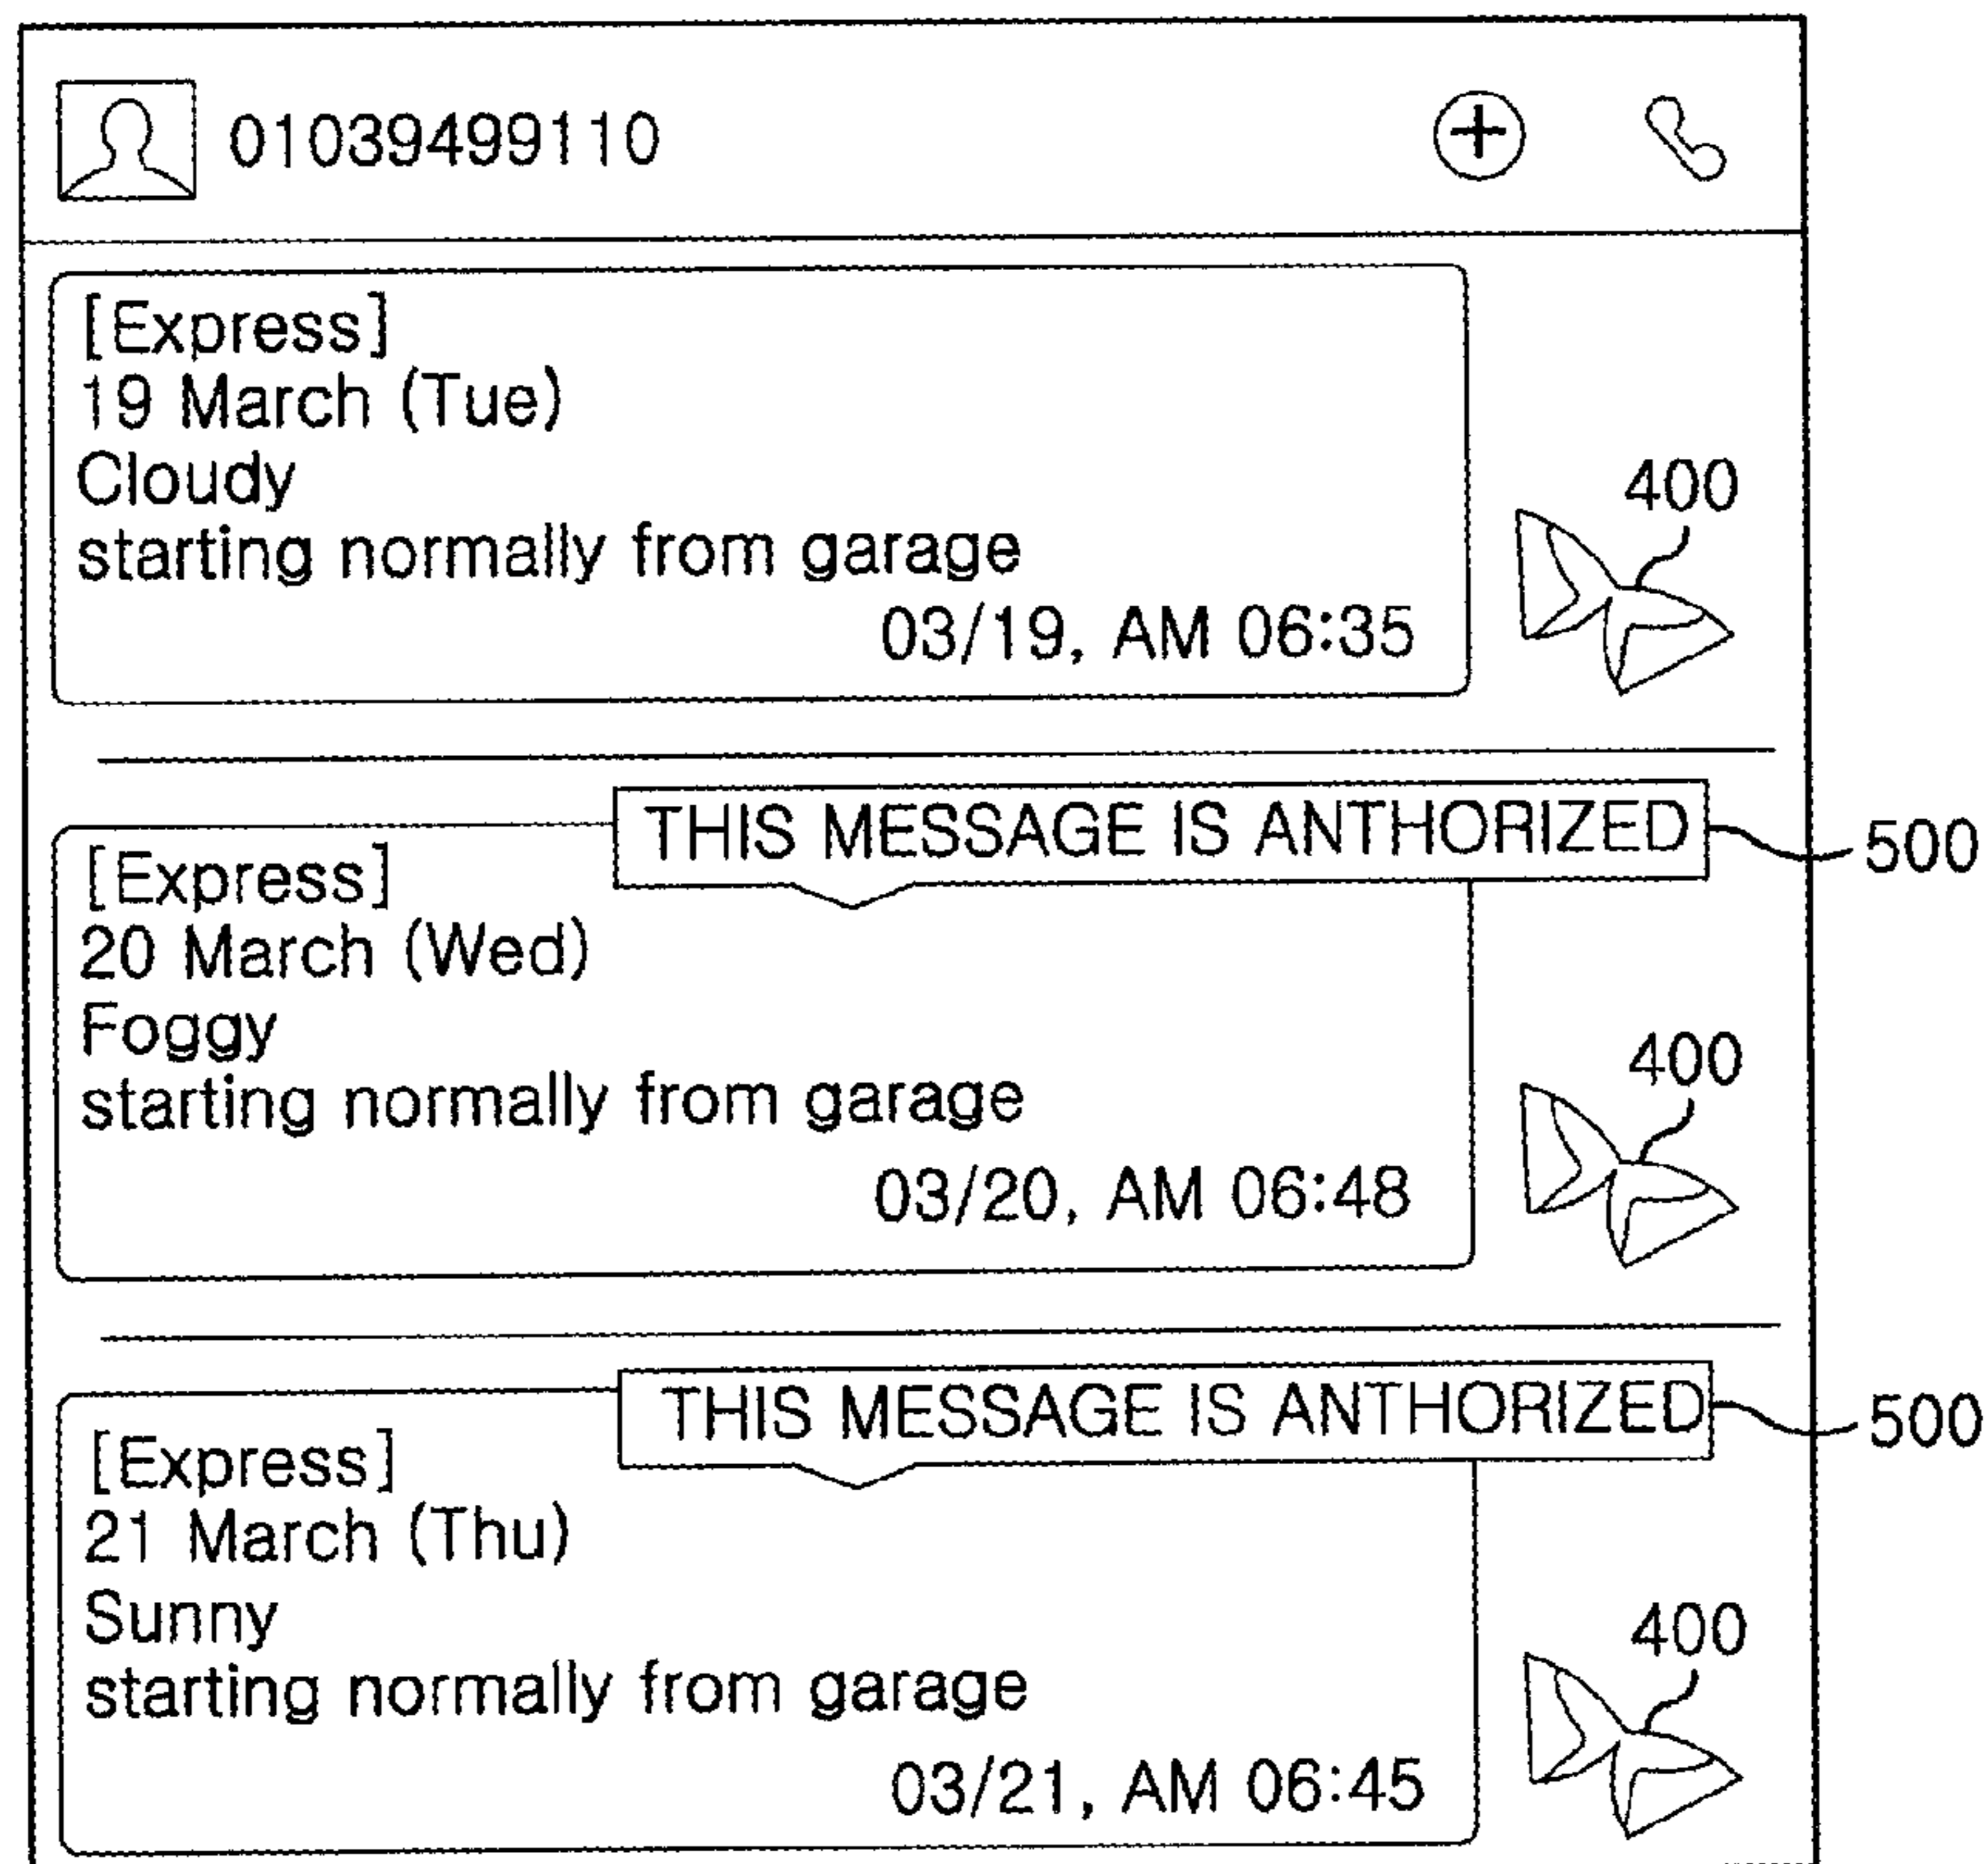 01039499110
[Express]
19 March (Tue)
Cloudy
starting normally from garage
03/19, AM 06:35
400
THIS MESSAGE IS ANTHORIZED
500
[Express]
20 March (Wed)
Foggy
starting normally from garage
03/20, AM 06:48
400
THIS MESSAGE IS ANTHORIZED
500
[Express]
21 March (Thu)
Sunny
starting normally from garage
03/21, AM 06:45
400